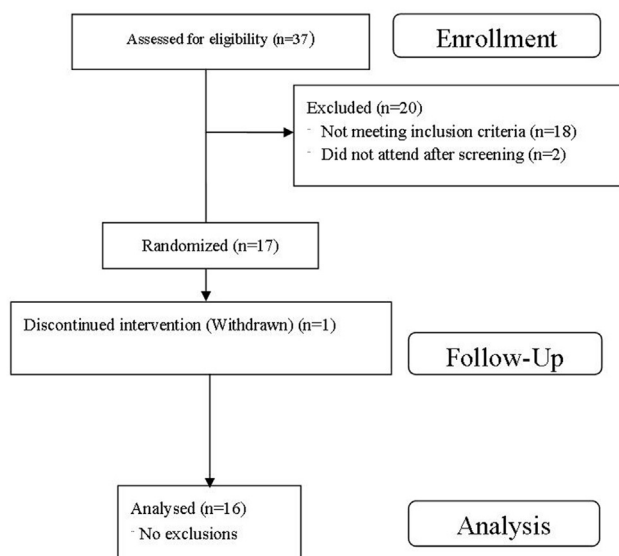 Assessed for eligibility (n=37)
Enrollment
Excluded (n=20)
- Not meeting inclusion criteria (n=18)
- Did not attend after screening (n=2)
Randomized (n=17)
Discontinued intervention (Withdrawn) (n=1)
Follow-Up
Analysed (n=16)
- No exclusions
Analysis